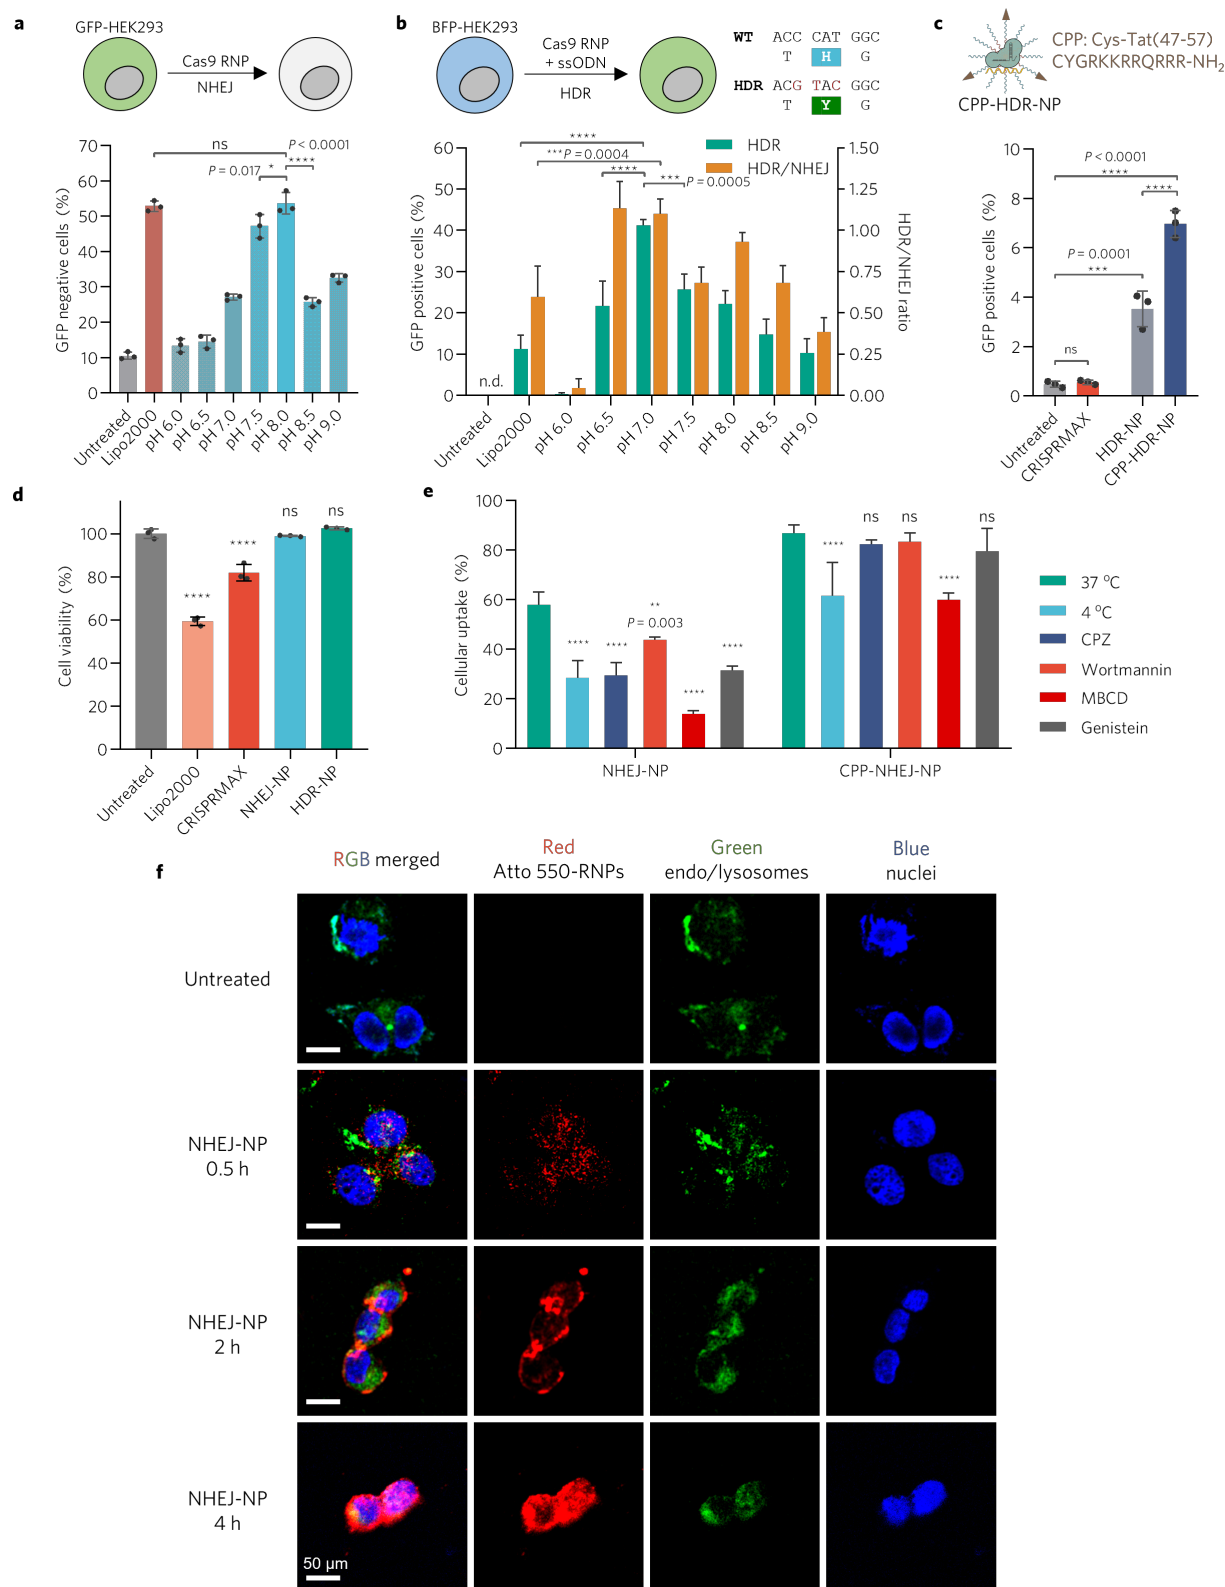 a
GFP-HEK293
Cas9 RNP
NHEJ
GFP negative cells (%)
70
60
50
40
30
20
10
0
ns
P < 0.0001
****
P = 0.017
*
Untreated
Lipo2000
pH 6.0
pH 6.5
pH 7.0
pH 7.5
pH 8.0
pH 8.5
pH 9.0
b
BFP-HEK293
Cas9 RNP
+ ssODN
HDR
WT ACC CAT GGC
T H G
HDR ACG TAC GGC
T Y G
HDR
HDR/NHEJ
GFP positive cells (%)
60
50
40
30
20
10
0
****
*** P = 0.0004
****
*** P = 0.0005
n.d.
1.50
1.25
1.00
0.75
0.50
0.25
0.00
HDR/NHEJ ratio
Untreated
Lipo2000
pH 6.0
pH 6.5
pH 7.0
pH 7.5
pH 8.0
pH 8.5
pH 9.0
c
CPP: Cys-Tat(47-57)
CYGRKKRRQRRR-NH2
CPP-HDR-NP
GFP positive cells (%)
10
8
6
4
2
0
P < 0.0001
****
****
P = 0.0001
***
ns
Untreated
CRISPRMAX
HDR-NP
CPP-HDR-NP
d
Cell viability (%)
100
80
60
40
20
0
****
****
ns
ns
Untreated
Lipo2000
CRISPRMAX
NHEJ-NP
HDR-NP
e
Cellular uptake (%)
100
80
60
40
20
0
****
****
**
P = 0.003
****
****
****
ns
ns
****
ns
NHEJ-NP
CPP-NHEJ-NP
37 °C
4 °C
CPZ
Wortmannin
MBCD
Genistein
f
RGB merged
Red
Atto 550-RNPs
Green
endo/lysosomes
Blue
nuclei
Untreated
NHEJ-NP
0.5 h
NHEJ-NP
2 h
NHEJ-NP
4 h
50 µm